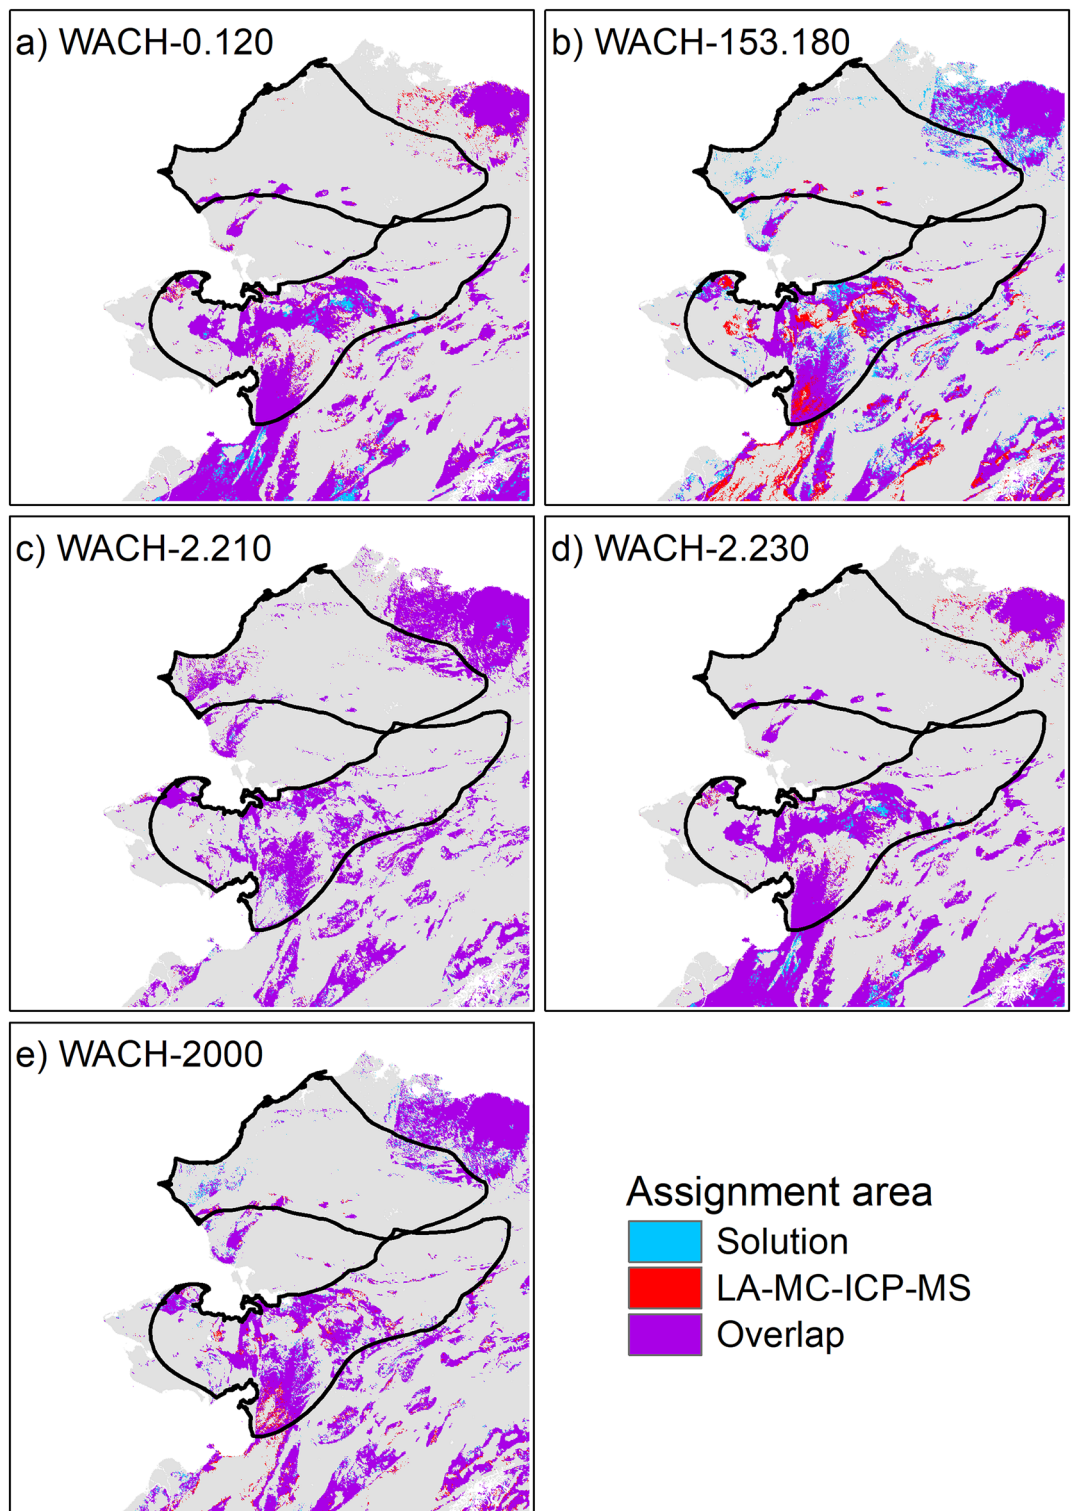 a) WACH-0.120
b) WACH-153.180
c) WACH-2.210
d) WACH-2.230
e) WACH-2000
Assignment area
Solution
LA-MC-ICP-MS
Overlap